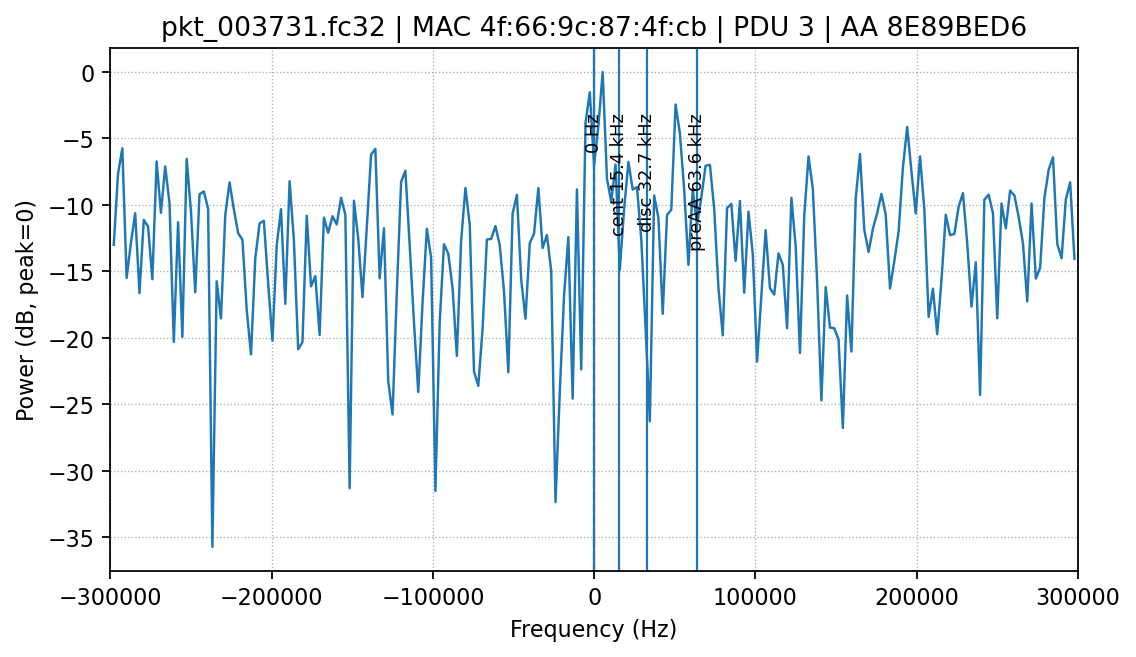 pkt_003731.fc32 | MAC 4f:66:9c:87:4f:cb | PDU 3 | AA 8E89BED6
Power (dB, peak=0)
0
−5
−10
−15
−20
−25
−30
−35
0 Hz
cent 15.4 kHz
disc 32.7 kHz
preAA 63.6 kHz
−300000
−200000
−100000
0
100000
200000
300000
Frequency (Hz)